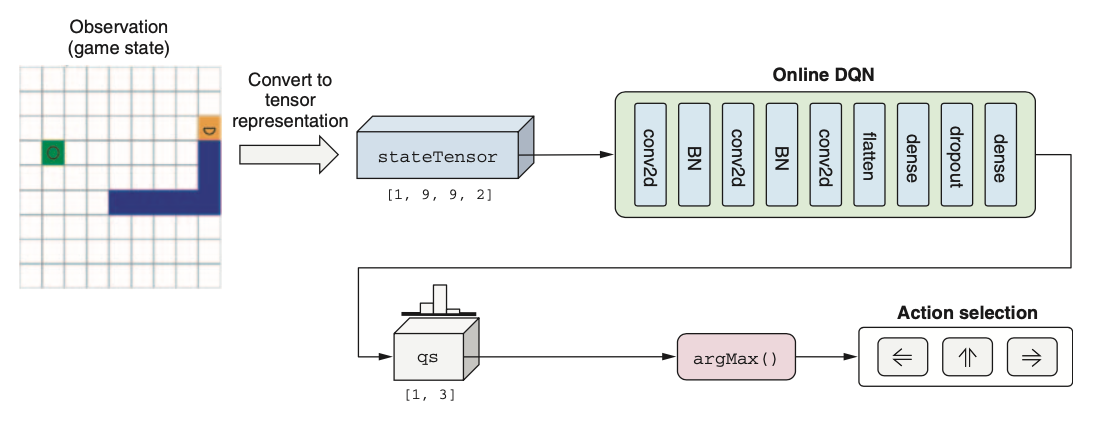 Observation
(game state)
Convert to
tensor
representation
stateTensor
[1, 9, 9, 2]
Online DQN
conv2d
BN
conv2d
BN
conv2d
flatten
dense
dropout
dense
qs
[1, 3]
argMax()
Action selection